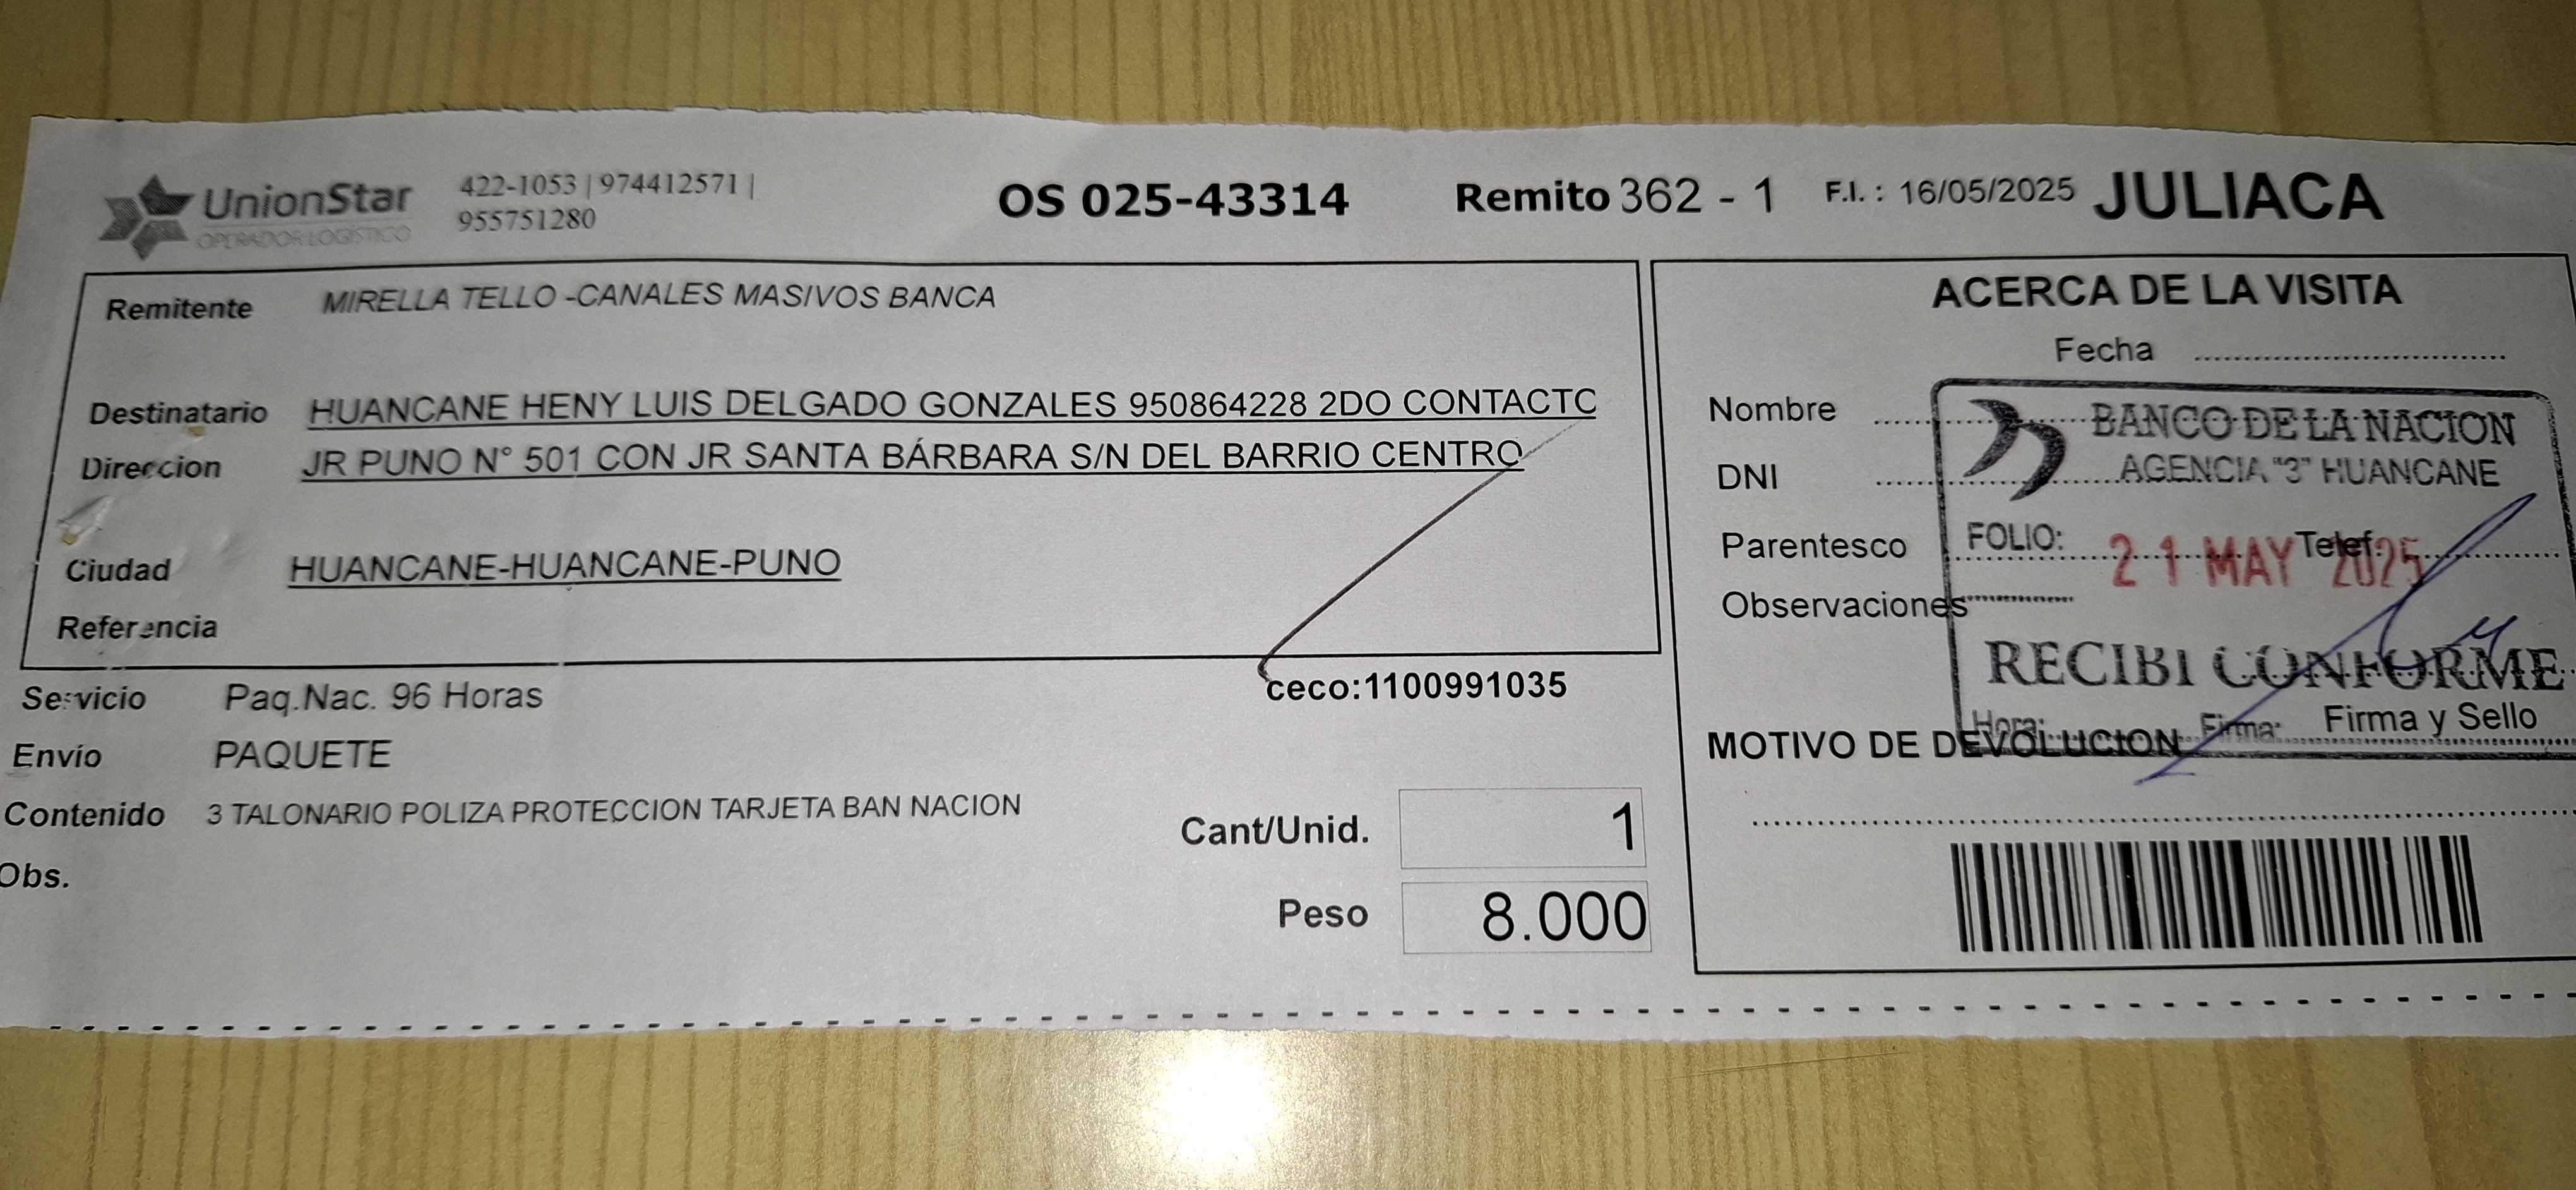 UnionStar
OPERADOR LOGÍSTICO
422-1053 | 974412571 |
955751280
OS 025-43314
Remito 362 - 1
F.I. : 16/05/2025
JULIACA
Remitente MIRELLA TELLO -CANALES MASIVOS BANCA
Destinatario HUANCANE HENY LUIS DELGADO GONZALES 950864228 2DO CONTACTO
Direccion JR PUNO N° 501 CON JR SANTA BÁRBARA S/N DEL BARRIO CENTRO
Ciudad HUANCANE-HUANCANE-PUNO
Referencia
ceco:1100991035
Servicio Paq.Nac. 96 Horas
Envío PAQUETE
Contenido 3 TALONARIO POLIZA PROTECCION TARJETA BAN NACION
Obs.
Cant/Unid. 1
Peso 8.000
ACERCA DE LA VISITA
Fecha
Nombre
DNI
Parentesco
Telef.
Observaciones
Firma y Sello
MOTIVO DE DEVOLUCION
BANCO DE LA NACION
AGENCIA "3" HUANCANE
FOLIO:
21 MAY 2025
RECIBI CONFORME
Hora: Firma: